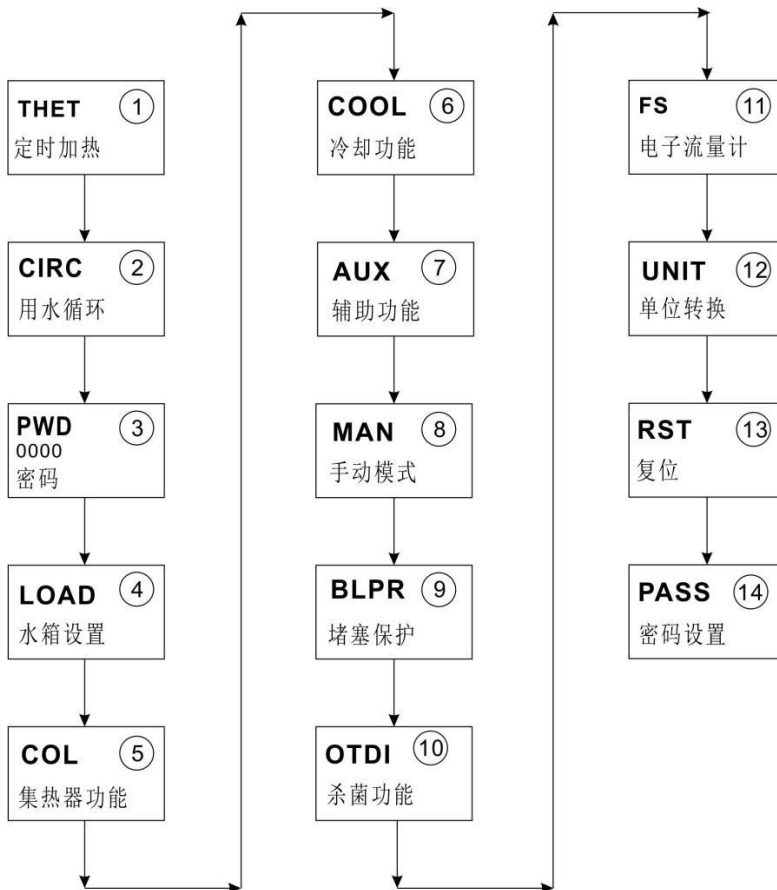 THET ①
定时加热
CIRC ②
用水循环
PWD ③
0000
密码
LOAD ④
水箱设置
COL ⑤
集热器功能
COOL ⑥
冷却功能
AUX ⑦
辅助功能
MAN ⑧
手动模式
BLPR ⑨
堵塞保护
OTDI ⑩
杀菌功能
FS ⑪
电子流量计
UNIT ⑫
单位转换
RST ⑬
复位
PASS ⑭
密码设置